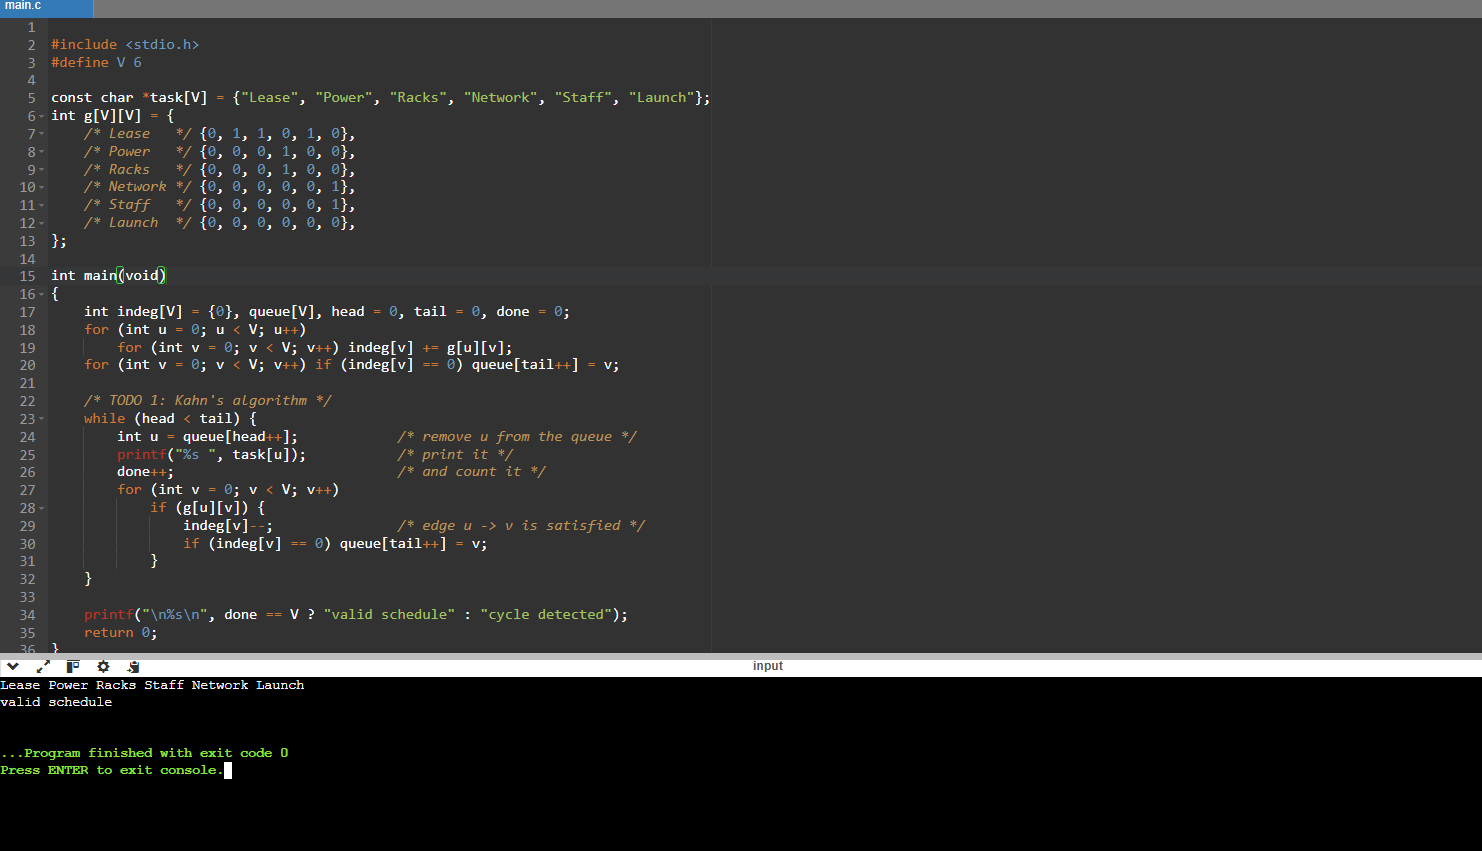 main.c
1
2 #include <stdio.h>
3 #define V 6
4
5 const char *task[V] = {"Lease", "Power", "Racks", "Network", "Staff", "Launch"};
6 int g[V][V] = {
7     /* Lease   */ {0, 1, 1, 0, 1, 0},
8     /* Power   */ {0, 0, 0, 1, 0, 0},
9     /* Racks   */ {0, 0, 0, 1, 0, 0},
10     /* Network */ {0, 0, 0, 0, 0, 1},
11     /* Staff   */ {0, 0, 0, 0, 0, 1},
12     /* Launch  */ {0, 0, 0, 0, 0, 0},
13 };
14
15 int main(void)
16 {
17     int indeg[V] = {0}, queue[V], head = 0, tail = 0, done = 0;
18     for (int u = 0; u < V; u++)
19         for (int v = 0; v < V; v++) indeg[v] += g[u][v];
20     for (int v = 0; v < V; v++) if (indeg[v] == 0) queue[tail++] = v;
21
22     /* TODO 1: Kahn's algorithm */
23     while (head < tail) {
24         int u = queue[head++];            /* remove u from the queue */
25         printf("%s ", task[u]);           /* print it */
26         done++;                           /* and count it */
27         for (int v = 0; v < V; v++)
28             if (g[u][v]) {
29                 indeg[v]--;               /* edge u -> v is satisfied */
30                 if (indeg[v] == 0) queue[tail++] = v;
31             }
32     }
33
34     printf("\n%s\n", done == V ? "valid schedule" : "cycle detected");
35     return 0;
36 }
input
Lease Power Racks Staff Network Launch
valid schedule
...Program finished with exit code 0
Press ENTER to exit console.